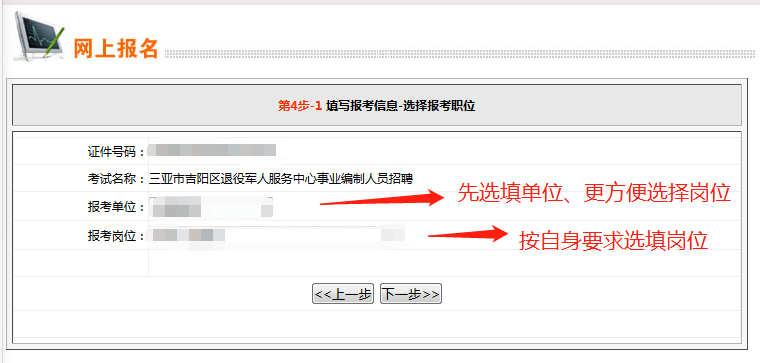 网上报名
第4步-1 填写报考信息-选择报考职位
证件号码：
考试名称：三亚市吉阳区退役军人服务中心事业编制人员招聘
报考单位：
先选填单位、更方便选择岗位
报考岗位：
按自身要求选填岗位
<<上一步 下一步>>